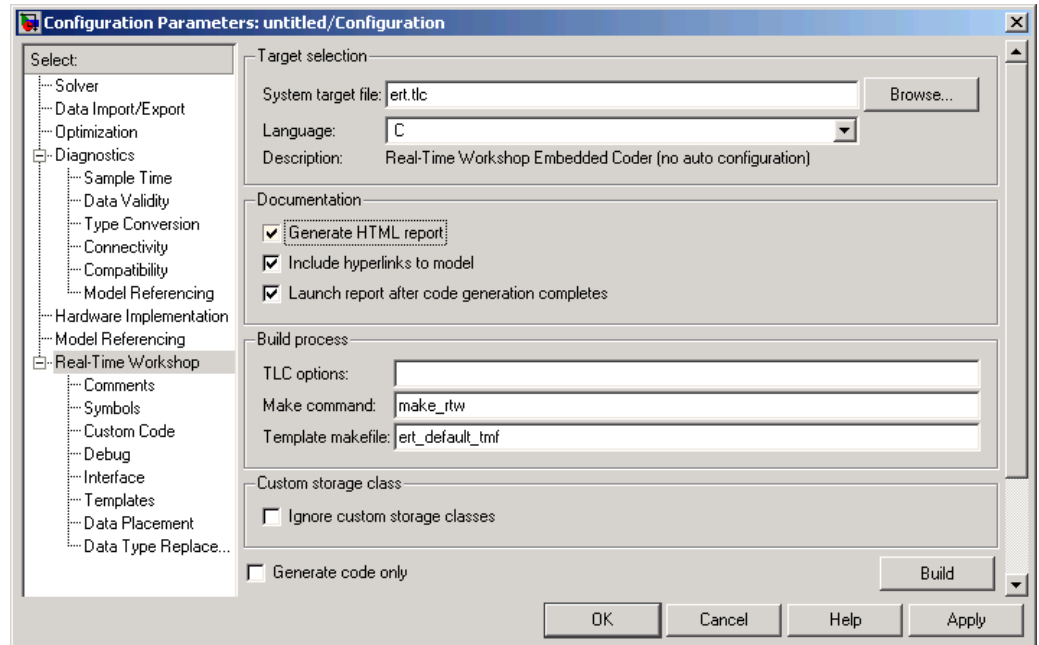 Configuration Parameters: untitled/Configuration
Select:
Solver
Data Import/Export
Optimization
Diagnostics
Sample Time
Data Validity
Type Conversion
Connectivity
Compatibility
Model Referencing
Hardware Implementation
Model Referencing
Real-Time Workshop
Comments
Symbols
Custom Code
Debug
Interface
Templates
Data Placement
Data Type Replace...
Target selection
System target file: ert.tlc Browse...
Language: C
Description: Real-Time Workshop Embedded Coder (no auto configuration)
Documentation
Generate HTML report
Include hyperlinks to model
Launch report after code generation completes
Build process
TLC options:
Make command: make_rtw
Template makefile: ert_default_tmf
Custom storage class
Ignore custom storage classes
Generate code only Build
OK Cancel Help Apply